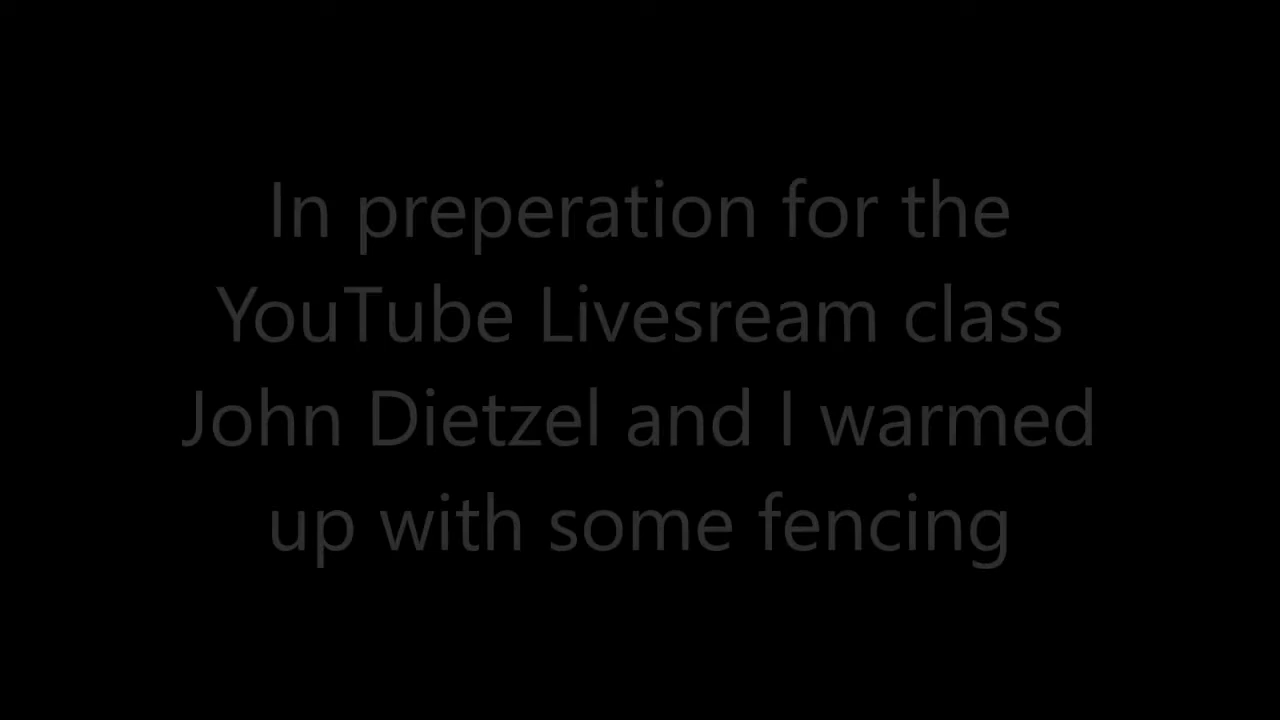 In preperation for the
YouTube Livesream class
John Dietzel and I warmed
up with some fencing